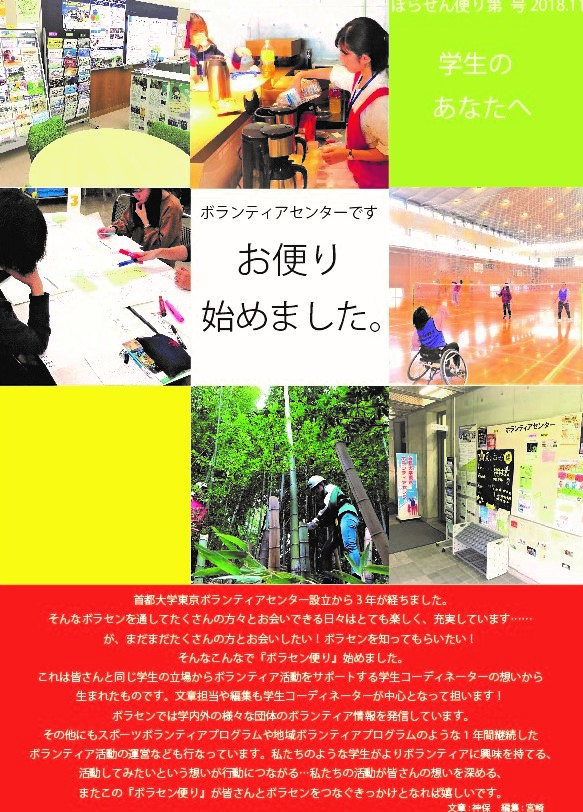 ぼらせん便り第 号 2018.11
学生の
あなたへ
ボランティアセンターです
お便り
始めました。
ボランティアセンター
首都大学東京ボランティアセンター設立から3年が経ちました。
そんなボラセンを通してたくさんの方々とお会いできる日々はとても楽しく、充実しています……
が、まだまだたくさんの方とお会いしたい！ボラセンを知ってもらいたい！
そんなこんなで『ボラセン便り』始めました。
これは皆さんと同じ学生の立場からボランティア活動をサポートする学生コーディネーターの想いから
生まれたものです。文章担当や編集も学生コーディネーターが中心となって担います！
ボラセンでは学内外の様々な団体のボランティア情報を発信しています。
その他にもスポーツボランティアプログラムや地域ボランティアプログラムのような1年間継続した
ボランティア活動の運営なども行なっています。私たちのような学生がよりボランティアに興味を持てる、
活動してみたいという想いが行動につながる…私たちの活動が皆さんの想いを深める、
またこの『ボラセン便り』が皆さんとボラセンをつなぐきっかけとなれば嬉しいです。
文章：神保 編集：宮崎